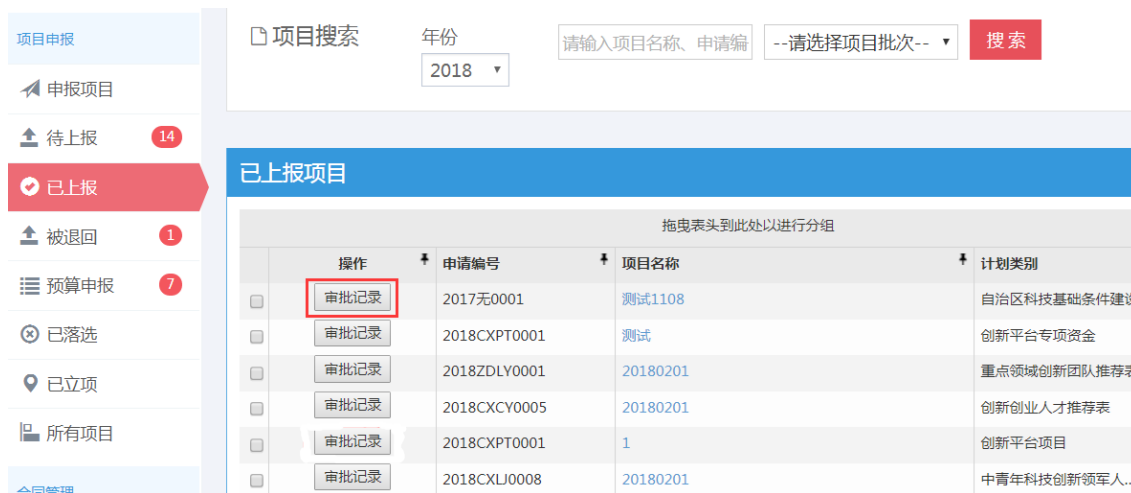 项目申报
申报项目
待上报 14
已上报
被退回 1
预算申报 7
已落选
已立项
所有项目
合同管理
项目搜索
年份
2018
请输入项目名称、申请编
--请选择项目批次--
搜索
已上报项目
拖曳表头到此处以进行分组
操作 申请编号 项目名称 计划类别
审批记录 2017无0001 测试1108 自治区科技基础条件建设
审批记录 2018CXPT0001 测试 创新平台专项资金
审批记录 2018ZDLY0001 20180201 重点领域创新团队推荐表
审批记录 2018CXCY0005 20180201 创新创业人才推荐表
审批记录 2018CXPT0001 1 创新平台项目
审批记录 2018CXLJ0008 20180201 中青年科技创新领军人...